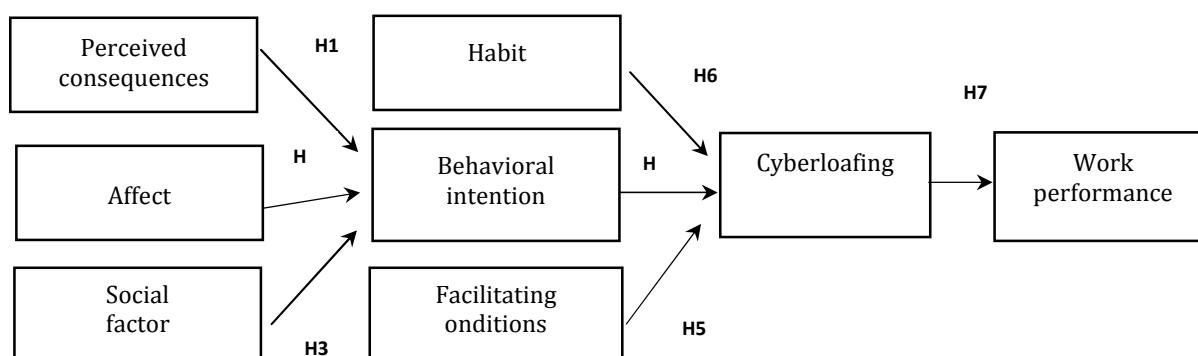 Perceived
consequences
H1
Habit
H6
H7
Affect
H
Behavioral
intention
H
Cyberloafing
Work
performance
Social
factor
H3
Facilitating
onditions
H5